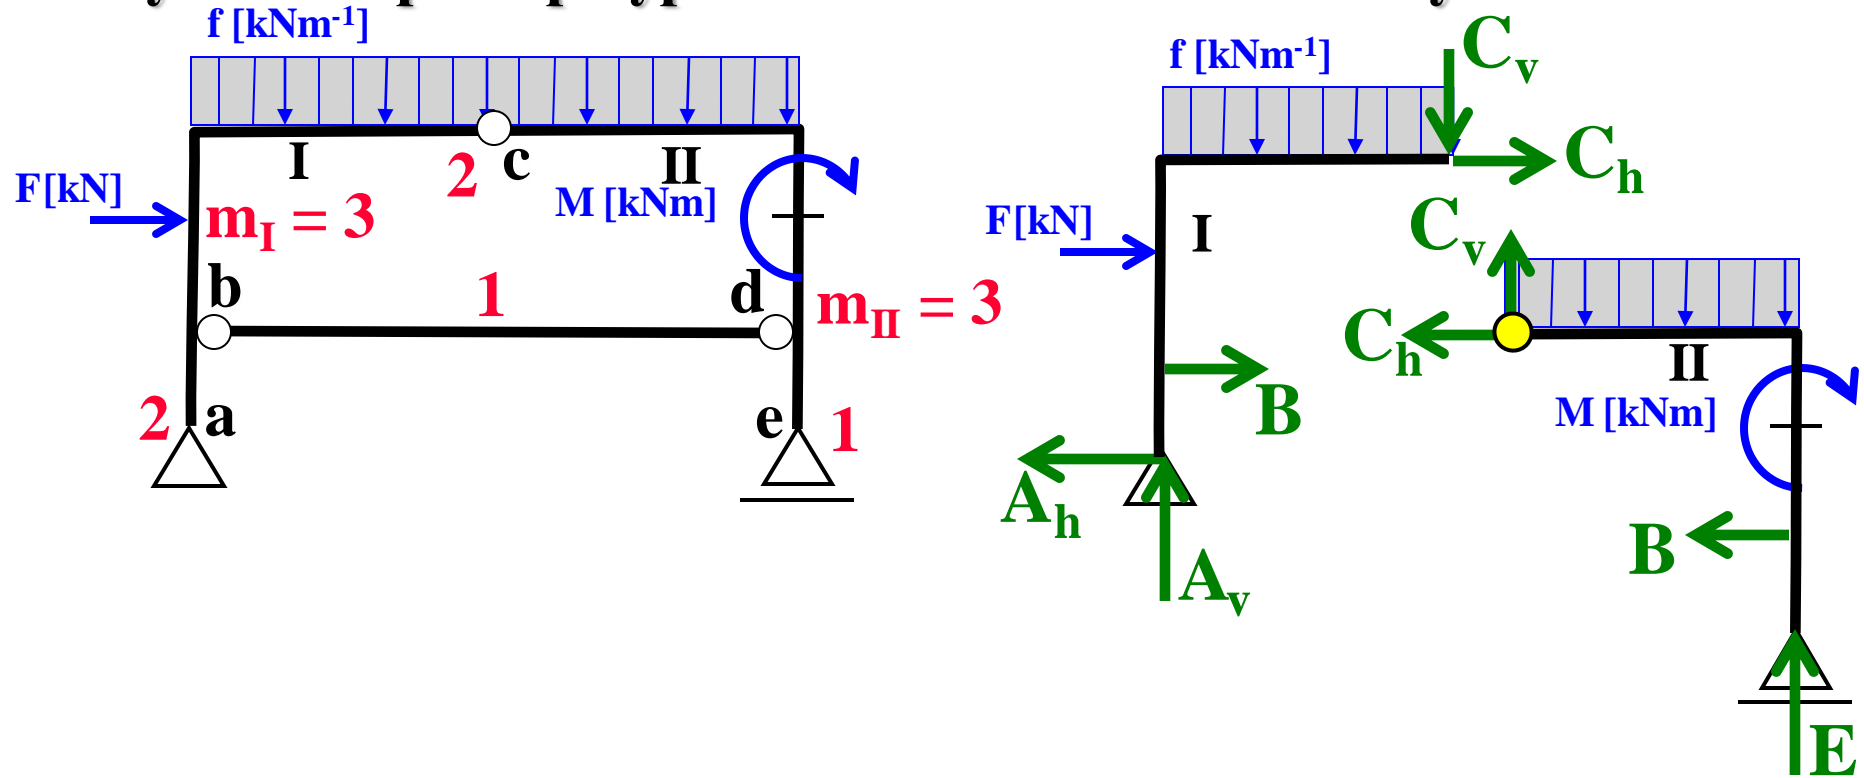 f [kNm-1]
I
2
c
II
F[kN]
mI = 3
M [kNm]
b
1
d
mII = 3
2
a
e
1
f [kNm-1]
Cv
Ch
F[kN]
I
B
Ah
Av
Cv
Ch
II
M [kNm]
B
E